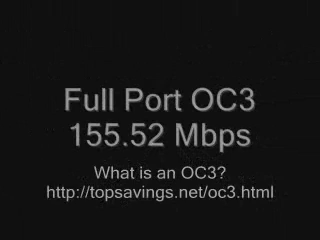 Full Port OC3
155.52 Mbps
What is an OC3?
http://topsavings.net/oc3.html